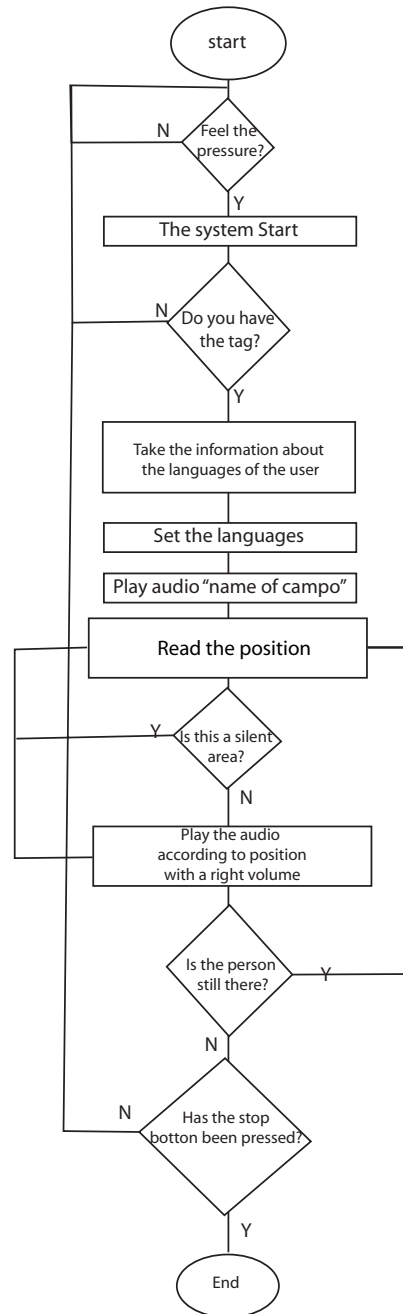 start
N
Feel the
pressure?
Y
The system Start
N
Do you have
the tag?
Y
Take the information about
the languages of the user
Set the languages
Play audio “name of campo”
Read the position
Y
Is this a silent
area?
N
Play the audio
according to position
with a right volume
Is the person
still there?
Y
N
N
Has the stop
botton been pressed?
Y
End